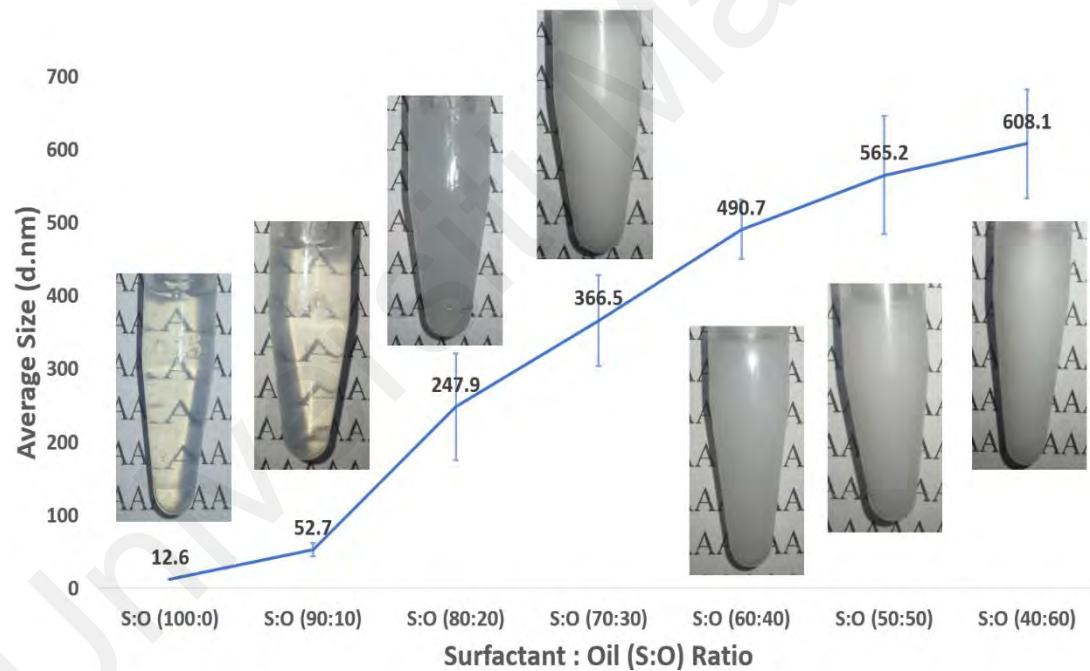 700
600
500
400
300
200
100
0
Average Size (d.nm)
12.6
52.7
247.9
366.5
490.7
565.2
608.1
S:O (100:0)
S:O (90:10)
S:O (80:20)
S:O (70:30)
S:O (60:40)
S:O (50:50)
S:O (40:60)
Surfactant : Oil (S:O) Ratio